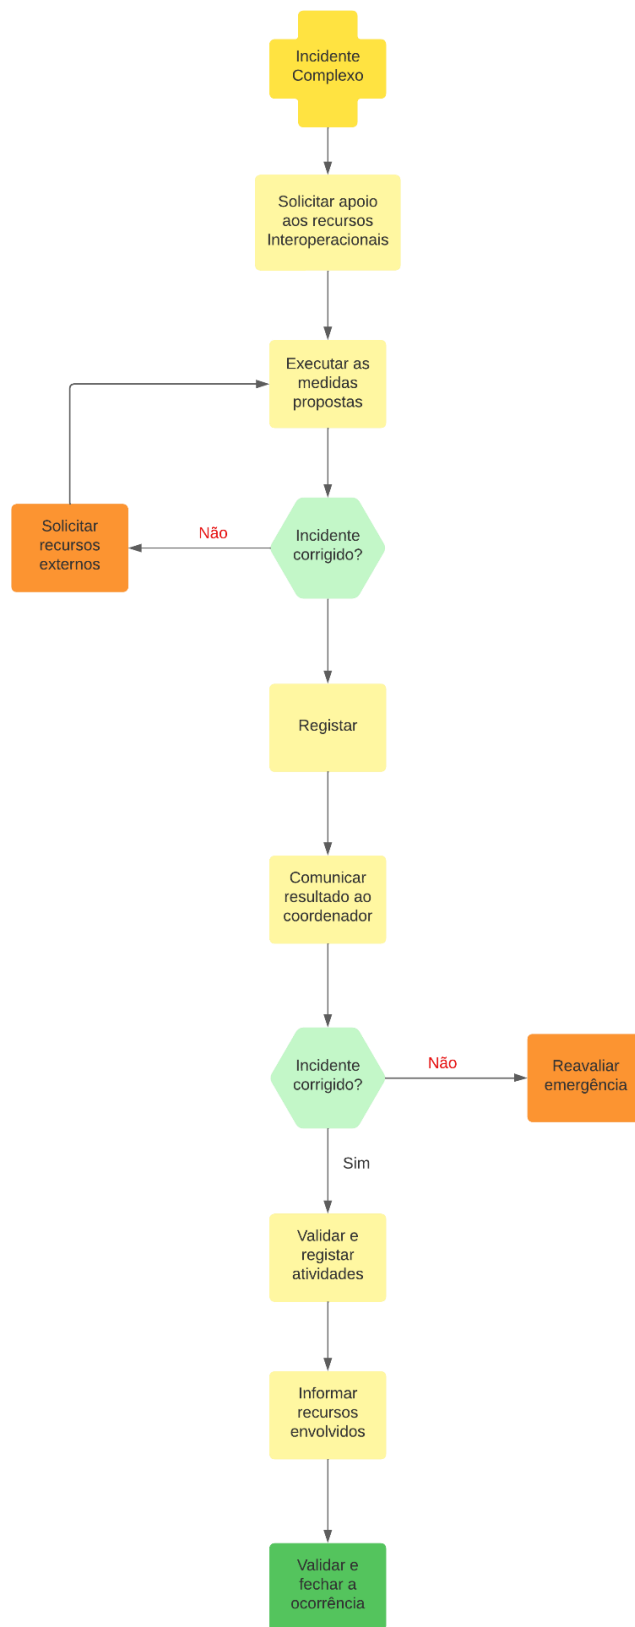 Incidente
Complexo
Solicitar apoio
aos recursos
Interoperacionais
Executar as
medidas
propostas
Solicitar
recursos
externos
Não
Incidente
corrigido?
Registar
Comunicar
resultado ao
coordenador
Incidente
corrigido?
Não
Reavaliar
emergência
Sim
Validar e
registar
atividades
Informar
recursos
envolvidos
Validar e
fechar a
ocorrência